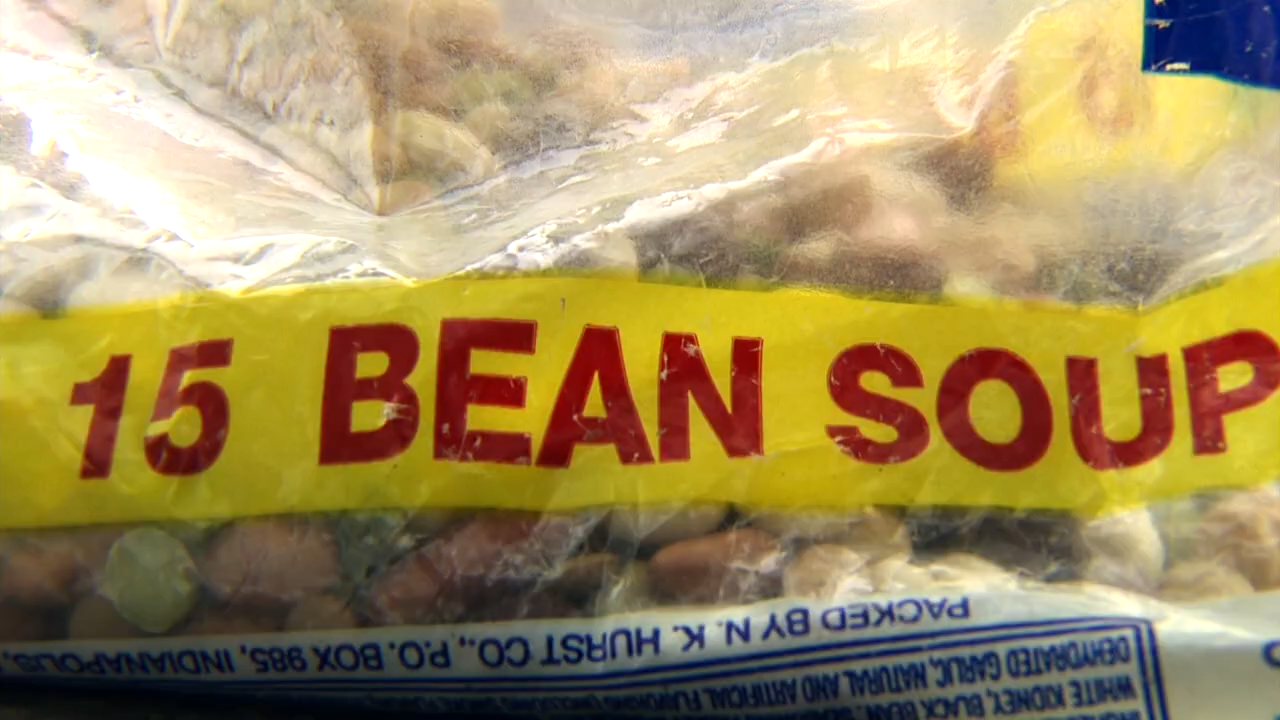 15 BEAN SOUP
PACKED BY N. K. HURST CO., P.O. BOX 985, INDIANAPOLIS,
DEHYDRATED GARLIC, NATURAL AND ARTIFICIAL FLAVORING (INCLUDING
WHITE KIDNEY, BLACK BEAN,